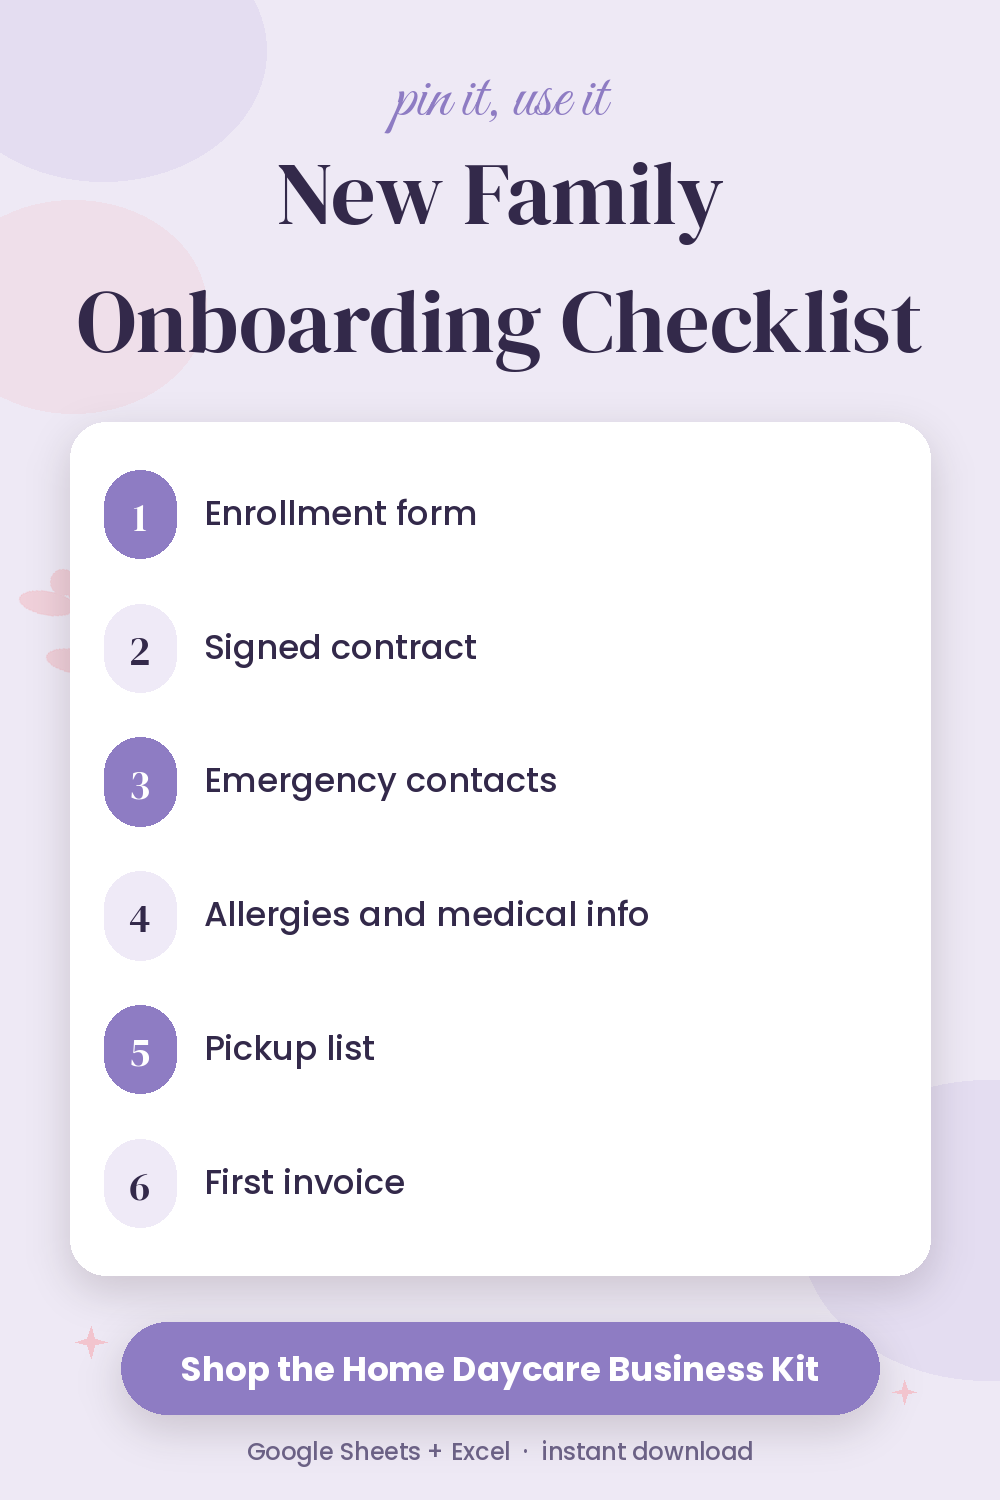 pin it, use it
New Family
Onboarding Checklist
1 Enrollment form
2 Signed contract
3 Emergency contacts
4 Allergies and medical info
5 Pickup list
6 First invoice
Shop the Home Daycare Business Kit
Google Sheets + Excel · instant download